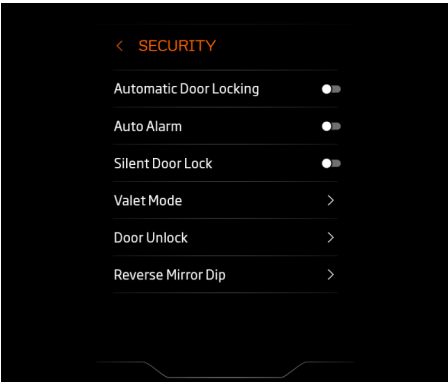 SECURITY
Automatic Door Locking
Auto Alarm
Silent Door Lock
Valet Mode
Door Unlock
Reverse Mirror Dip